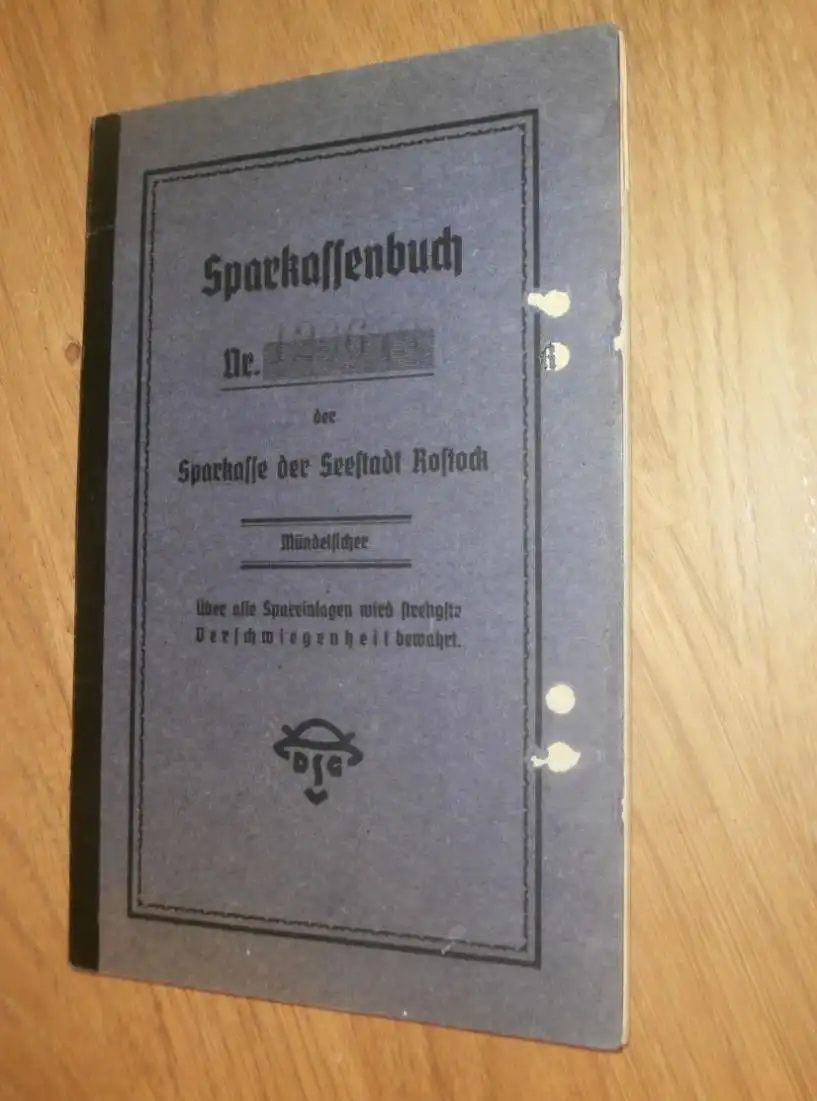 Sparkassenbuch
Nr.
der
Sparkasse der Seestadt Rostock
Mündelsicher
Über alle Spareinlagen wird strengste
Verschwiegenheit bewahrt.
DSG